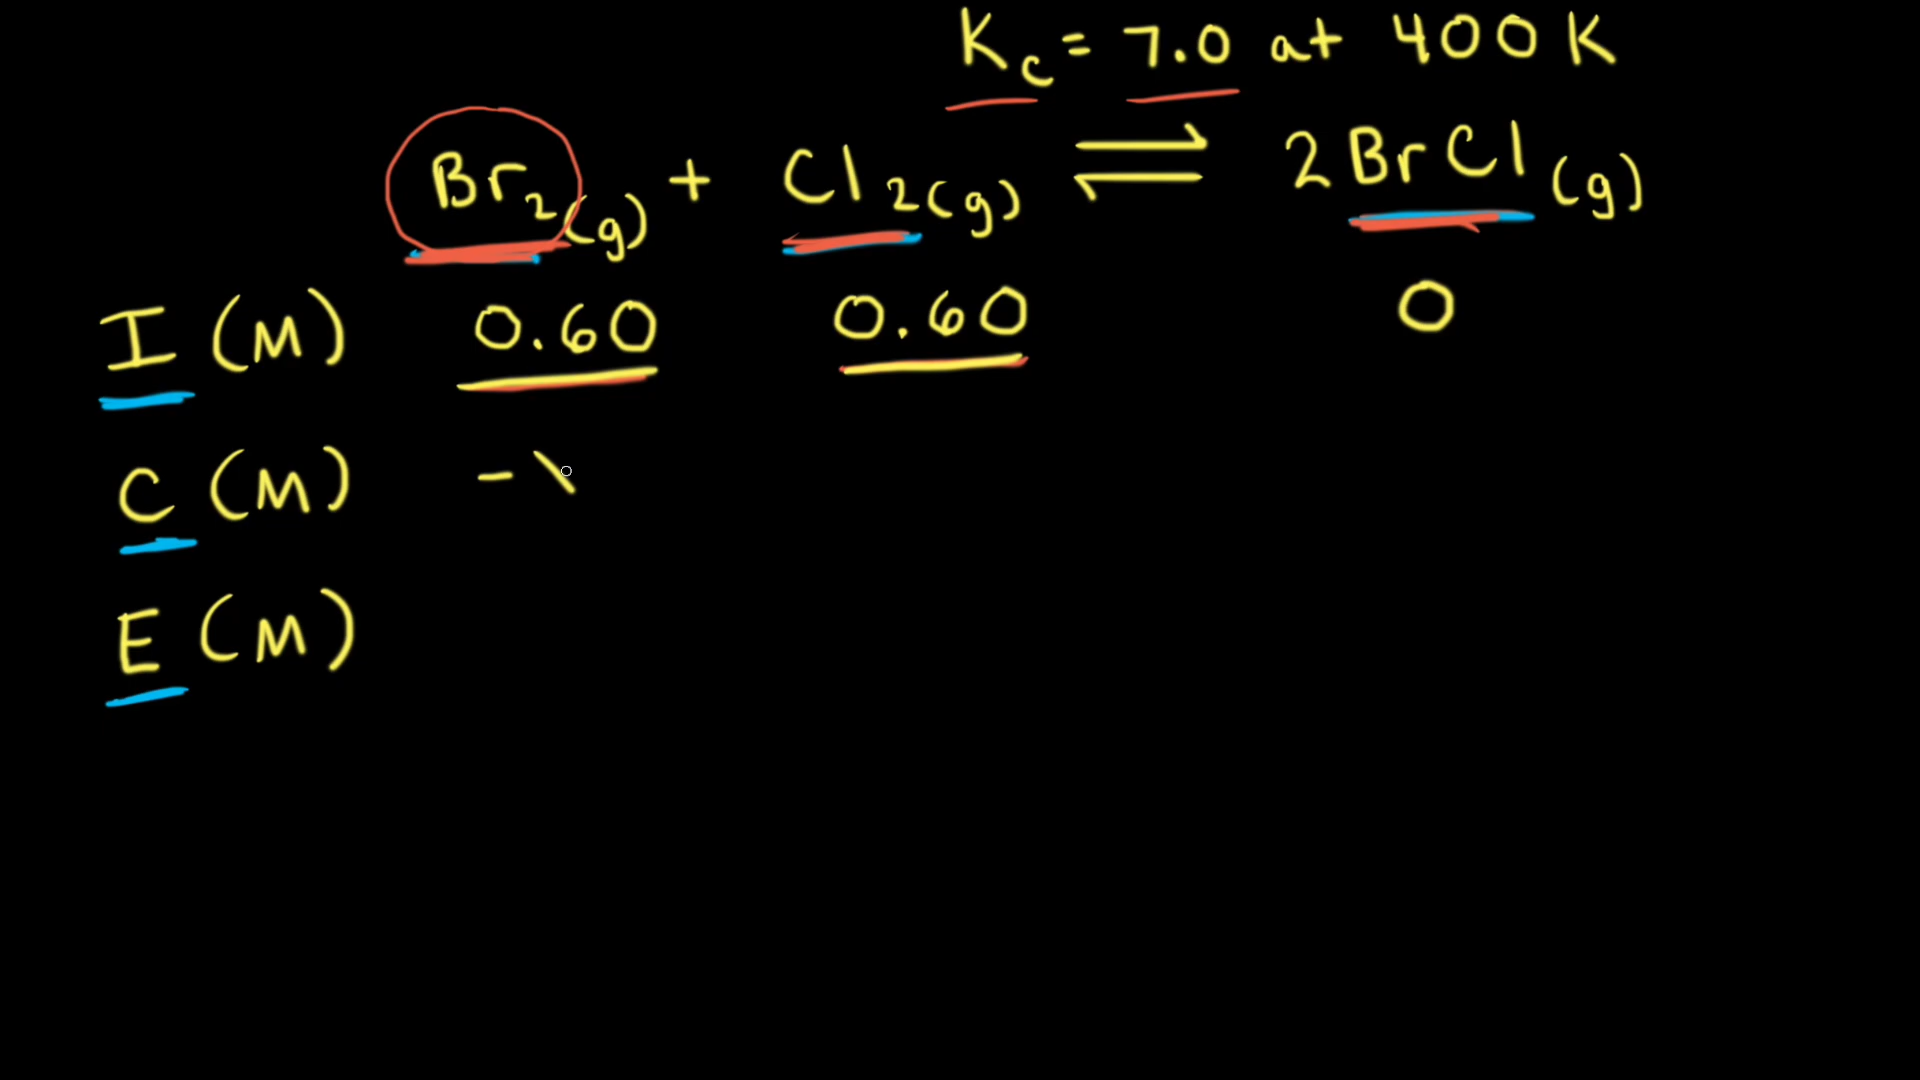 Kc = 7.0 at 400 K
Br2(g) + Cl2(g) ⇌ 2BrCl(g)
I (M) 0.60 0.60 0
C (M) -
E (M)